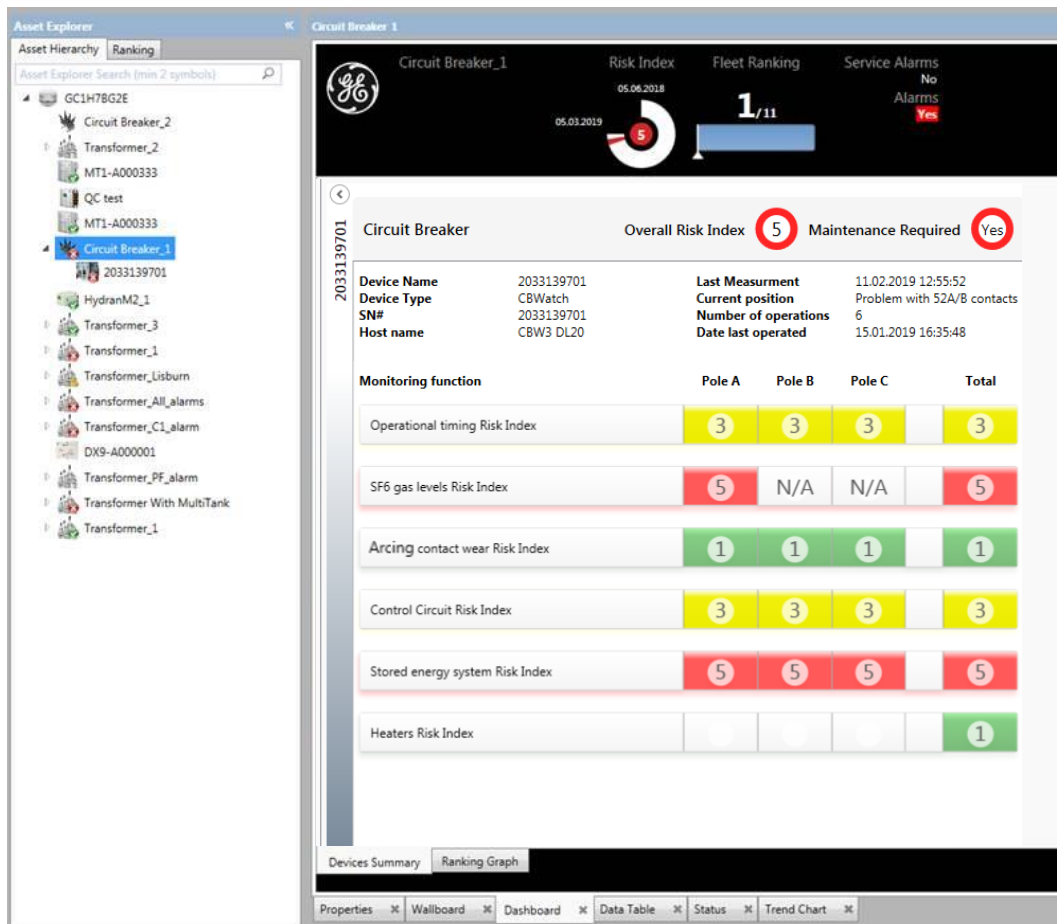 Asset Explorer
Asset Hierarchy Ranking
Asset Explorer Search (min 2 symbols)
GC1H7BG2E
Circuit Breaker_2
Transformer_2
MT1-A000333
QC test
MT1-A000333
Circuit Breaker_1
2033139701
HydranM2_1
Transformer_3
Transformer_1
Transformer_Lisburn
Transformer_All_alarms
Transformer_C1_alarm
DX9-A000001
Transformer_PF_alarm
Transformer With MultiTank
Transformer_1
Circuit Breaker 1
GE
Circuit Breaker_1
Risk Index
05.06.2018
05.03.2019
5
Fleet Ranking
1/11
Service Alarms
No
Alarms
Yes
2033139701
Circuit Breaker Overall Risk Index 5 Maintenance Required Yes
Device Name 2033139701 Last Measurment 11.02.2019 12:55:52
Device Type CBWatch Current position Problem with 52A/B contacts
SN# 2033139701 Number of operations 6
Host name CBW3 DL20 Date last operated 15.01.2019 16:35:48
Monitoring function Pole A Pole B Pole C Total
Operational timing Risk Index 3 3 3 3
SF6 gas levels Risk Index 5 N/A N/A 5
Arcing contact wear Risk Index 1 1 1 1
Control Circuit Risk Index 3 3 3 3
Stored energy system Risk Index 5 5 5 5
Heaters Risk Index 1
Devices Summary Ranking Graph
Properties Wallboard Dashboard Data Table Status Trend Chart